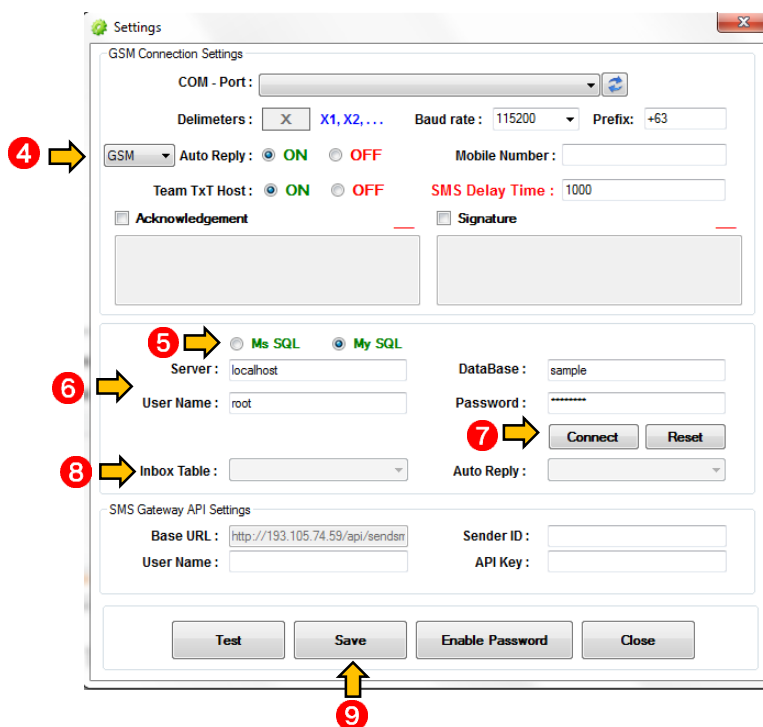 Settings
GSM Connection Settings
COM - Port :
Delimeters : X X1, X2, . . . Baud rate : 115200 Prefix: +63
4 GSM Auto Reply : ON OFF Mobile Number :
Team TxT Host : ON OFF SMS Delay Time : 1000
Acknowledgement Signature
5 Ms SQL My SQL
Server : localhost DataBase : sample
6
User Name : root Password : ********
7 Connect Reset
8 Inbox Table : Auto Reply :
SMS Gateway API Settings
Base URL : http://193.105.74.59/api/sendsm Sender ID :
User Name : API Key :
Test Save Enable Password Close
9